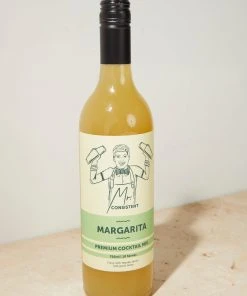 Mr
CONSISTENT
MARGARITA
PREMIUM COCKTAIL MIX